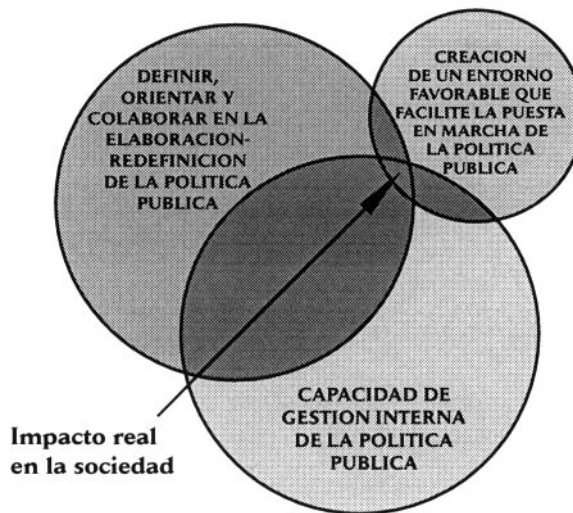 DEFINIR,
ORIENTAR Y
COLABORAR EN LA
ELABORACION-
REDEFINICION
DE LA POLITICA
PUBLICA
CREACION
DE UN ENTORNO
FAVORABLE QUE
FACILITE LA PUESTA
EN MARCHA DE
LA POLITICA
PUBLICA
CAPACIDAD DE
GESTION INTERNA
DE LA POLITICA
PUBLICA
Impacto real
en la sociedad